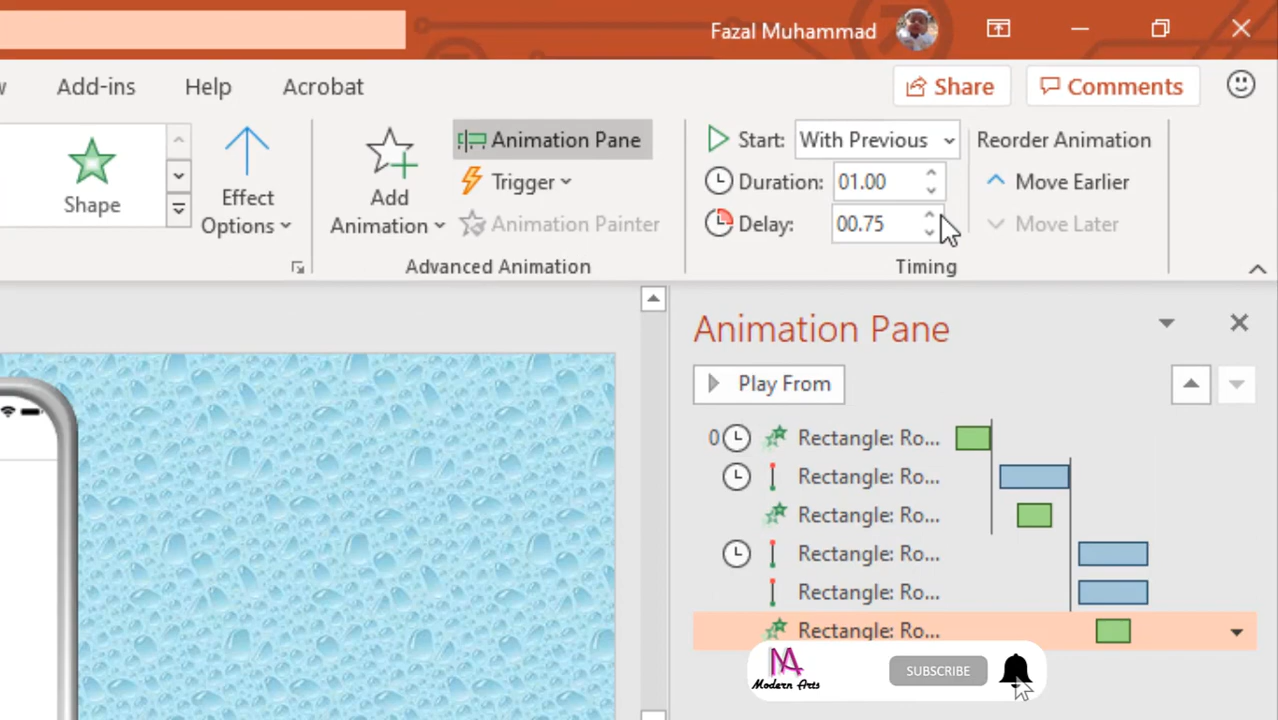 Fazal Muhammad
Add-ins Help Acrobat Share Comments
Shape
Effect Options
Add Animation
Animation Pane
Trigger
Animation Painter
Advanced Animation
Start: With Previous
Duration: 01.00
Delay: 00.75
Timing
Reorder Animation
Move Earlier
Move Later
Animation Pane
Play From
0 Rectangle: Ro...
Rectangle: Ro...
Rectangle: Ro...
Rectangle: Ro...
Rectangle: Ro...
Rectangle: Ro...
MA
Modern Arts
SUBSCRIBE